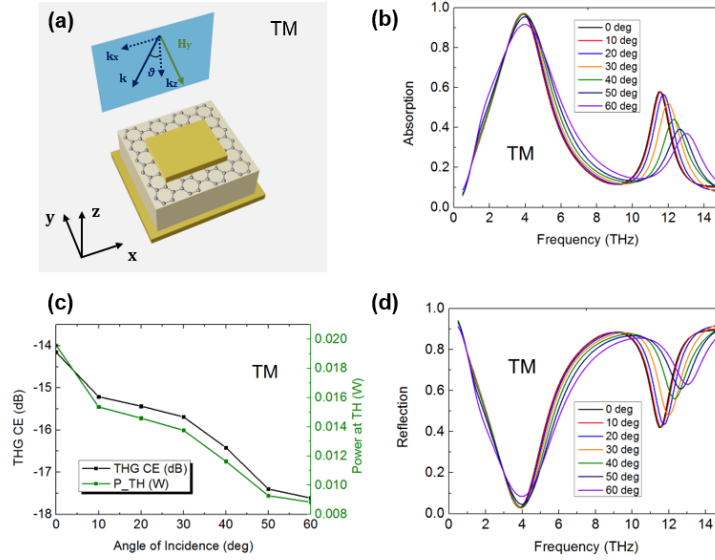 (a)
TM
kx
Hy
k
ϑ
kz
y
z
x
(b)
Absorption
1.0
0.8
0.6
0.4
0.2
0.0
0 deg
10 deg
20 deg
30 deg
40 deg
50 deg
60 deg
TM
0 2 4 6 8 10 12 14
Frequency (THz)
(c)
THG CE (dB)
-14
-15
-16
-17
-18
TM
THG CE (dB)
P_TH (W)
0.020
0.018
0.016
0.014
0.012
0.010
0.008
Power at TH (W)
0 10 20 30 40 50 60
Angle of Incidence (deg)
(d)
Reflection
1.0
0.8
0.6
0.4
0.2
0.0
TM
0 deg
10 deg
20 deg
30 deg
40 deg
50 deg
60 deg
0 2 4 6 8 10 12 14
Frequency (THz)